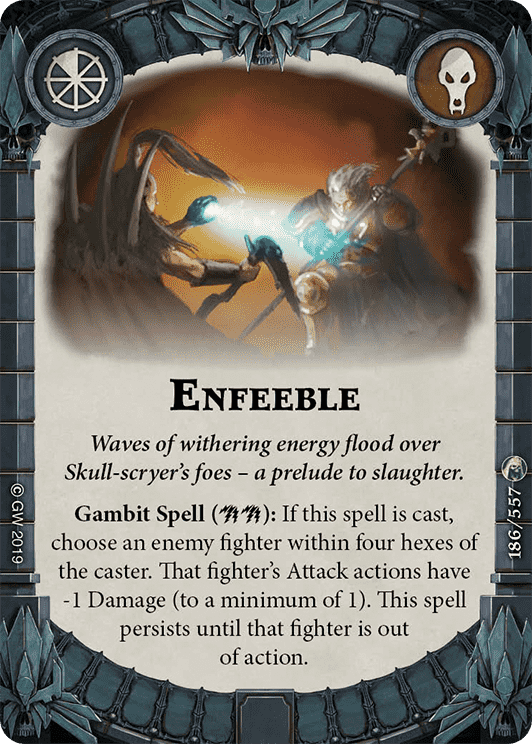 ENFEEBLE
Waves of withering energy flood over
Skull-scryer's foes – a prelude to slaughter.
Gambit Spell ( ): If this spell is cast,
choose an enemy fighter within four hexes of
the caster. That fighter's Attack actions have
-1 Damage (to a minimum of 1). This spell
persists until that fighter is out
of action.
© GW 2019
186/557